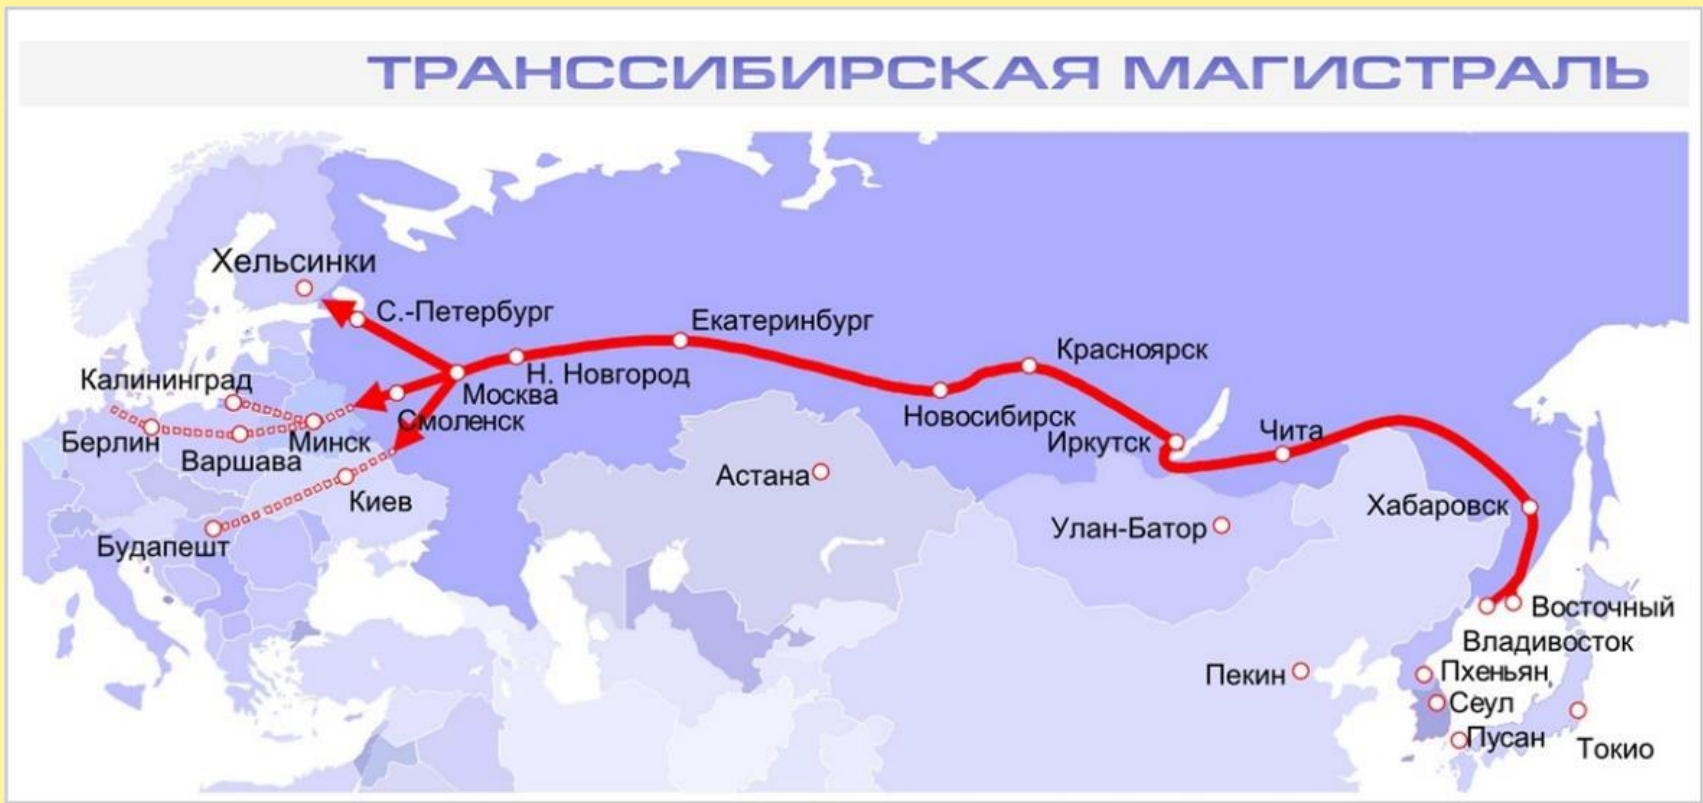 ТРАНССИБИРСКАЯ МАГИСТРАЛЬ
Хельсинки
С.-Петербург
Екатеринбург
Красноярск
Калининград
Н. Новгород
Москва
Смоленск
Новосибирск
Берлин
Минск
Варшава
Иркутск
Чита
Астана
Киев
Хабаровск
Улан-Батор
Будапешт
Восточный
Владивосток
Пекин
Пхеньян
Сеул
Пусан
Токио